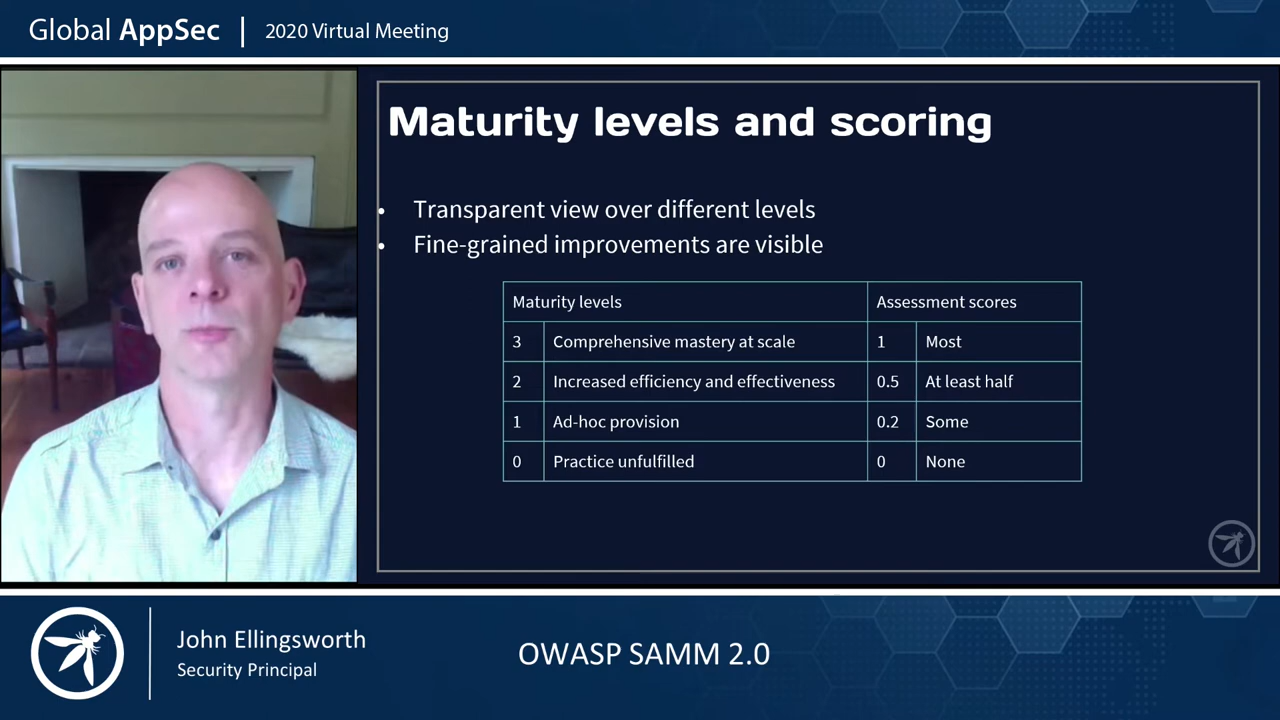 Global AppSec | 2020 Virtual Meeting
Maturity levels and scoring
• Transparent view over different levels
• Fine-grained improvements are visible
Maturity levels Assessment scores
3 Comprehensive mastery at scale 1 Most
2 Increased efficiency and effectiveness 0.5 At least half
1 Ad-hoc provision 0.2 Some
0 Practice unfulfilled 0 None
John Ellingsworth
Security Principal
OWASP SAMM 2.0